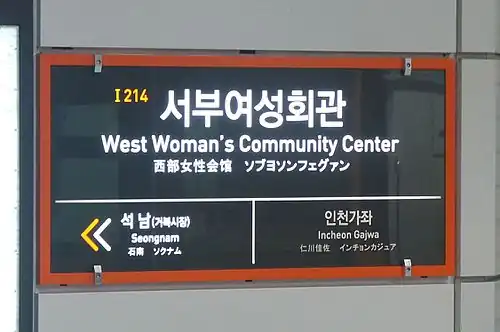 I214 서부여성회관
West Woman's Community Center
西部女性会馆 ソブヨソンフェグァン
석남(거북시장)
Seongnam
石南 ソクナム
인천가좌
Incheon Gajwa
仁川佳佐 インチョンカジュア